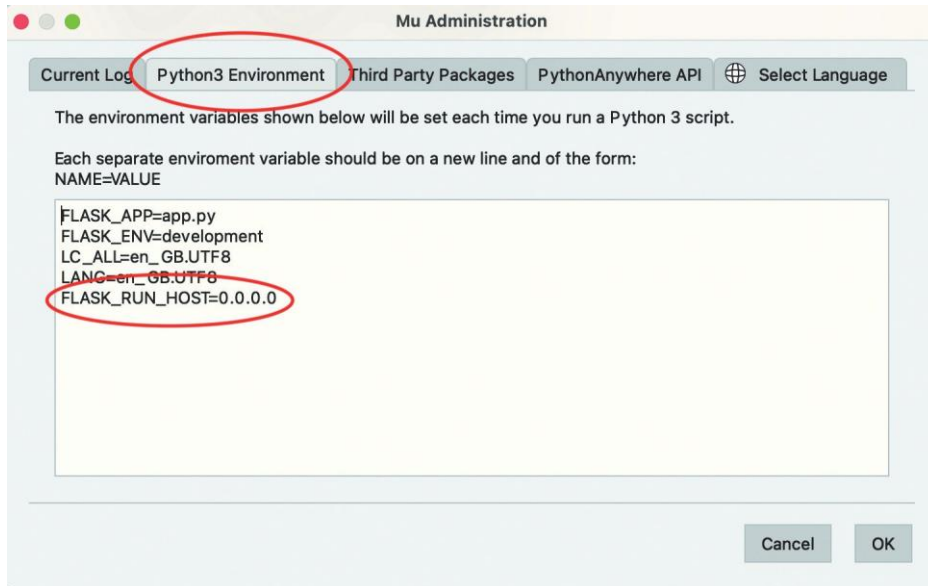 Mu Administration
Current Log Python3 Environment Third Party Packages PythonAnywhere API Select Language
The environment variables shown below will be set each time you run a Python 3 script.
Each separate enviroment variable should be on a new line and of the form:
NAME=VALUE
FLASK_APP=app.py
FLASK_ENV=development
LC_ALL=en_GB.UTF8
LANG=en_GB.UTF8
FLASK_RUN_HOST=0.0.0.0
Cancel OK